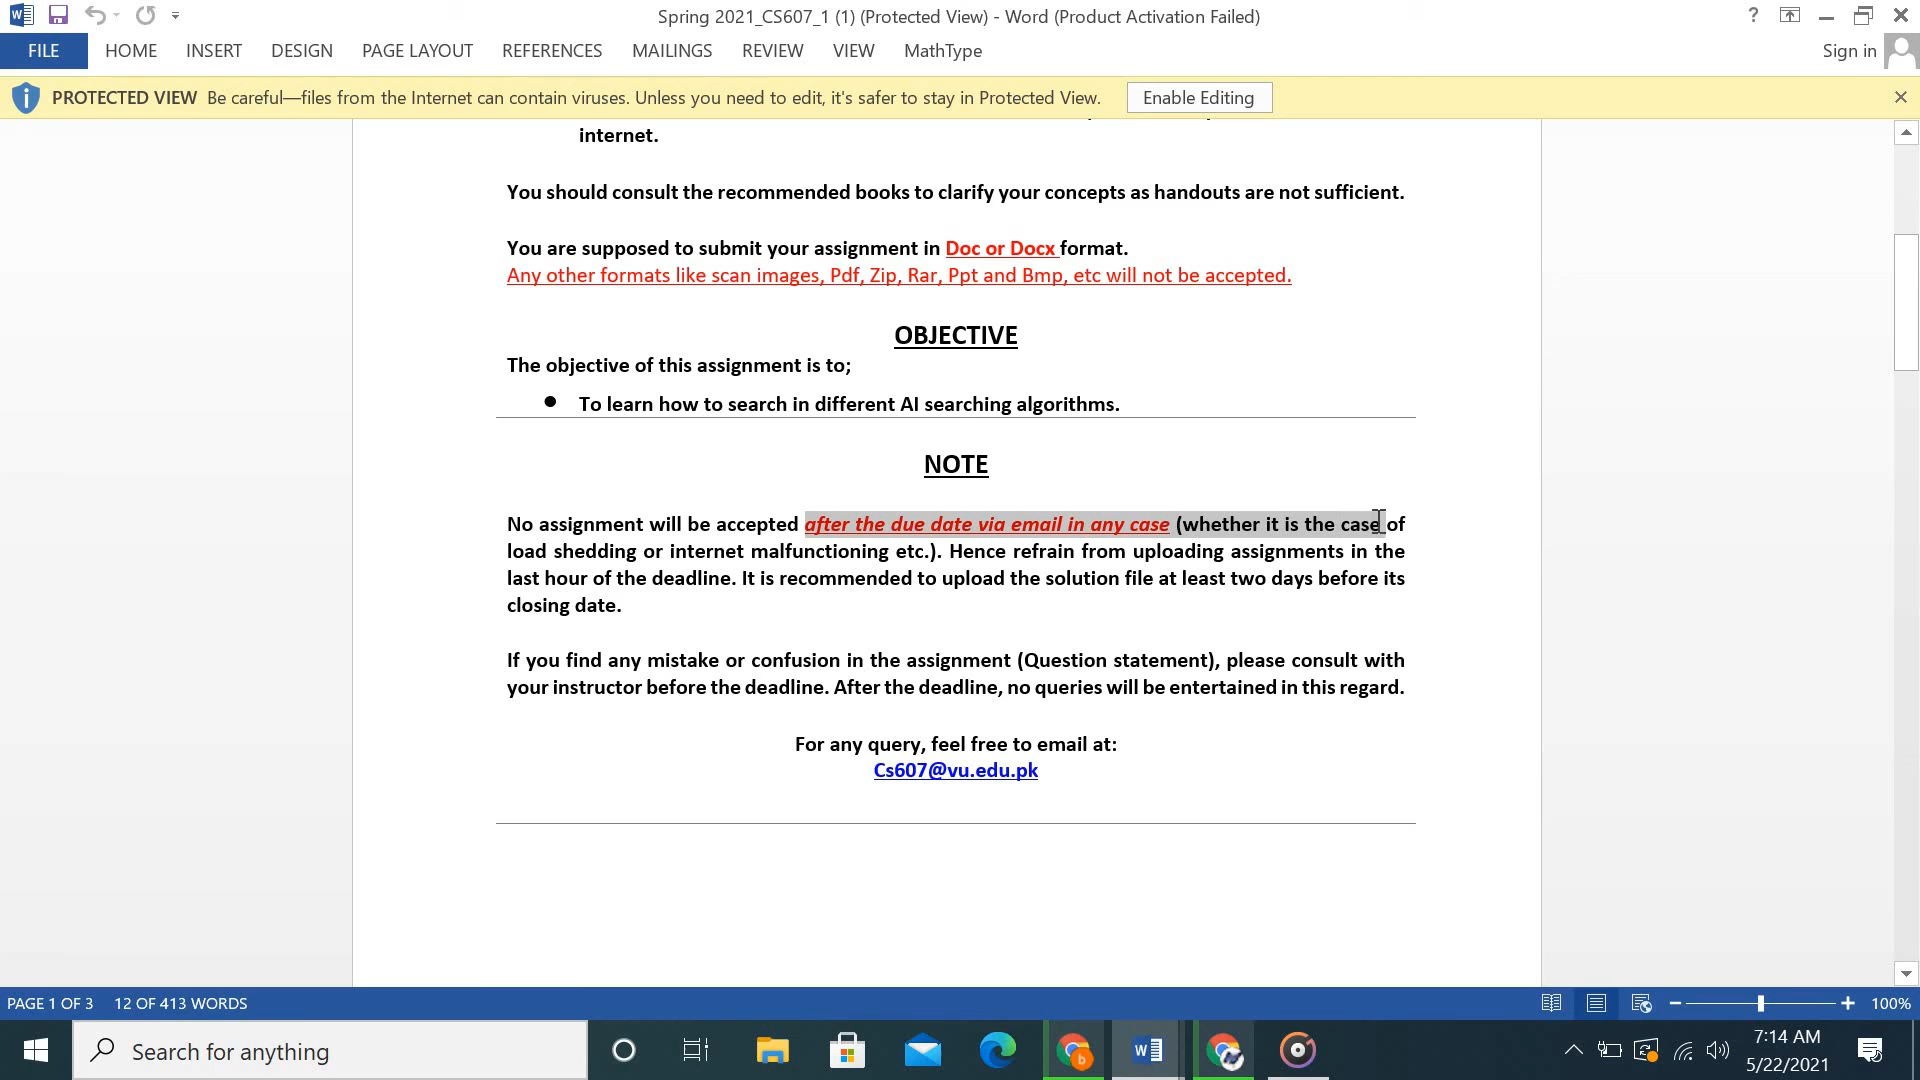 Spring 2021_CS607_1 (1) (Protected View) - Word (Product Activation Failed)
?
FILE HOME INSERT DESIGN PAGE LAYOUT REFERENCES MAILINGS REVIEW VIEW MathType Sign in
PROTECTED VIEW Be careful—files from the Internet can contain viruses. Unless you need to edit, it's safer to stay in Protected View. Enable Editing
internet.
You should consult the recommended books to clarify your concepts as handouts are not sufficient.
You are supposed to submit your assignment in Doc or Docx format.
Any other formats like scan images, Pdf, Zip, Rar, Ppt and Bmp, etc will not be accepted.
OBJECTIVE
The objective of this assignment is to;
● To learn how to search in different AI searching algorithms.
NOTE
No assignment will be accepted after the due date via email in any case (whether it is the case of
load shedding or internet malfunctioning etc.). Hence refrain from uploading assignments in the
last hour of the deadline. It is recommended to upload the solution file at least two days before its
closing date.
If you find any mistake or confusion in the assignment (Question statement), please consult with
your instructor before the deadline. After the deadline, no queries will be entertained in this regard.
For any query, feel free to email at:
Cs607@vu.edu.pk
PAGE 1 OF 3 12 OF 413 WORDS 100%
Search for anything
7:14 AM
5/22/2021